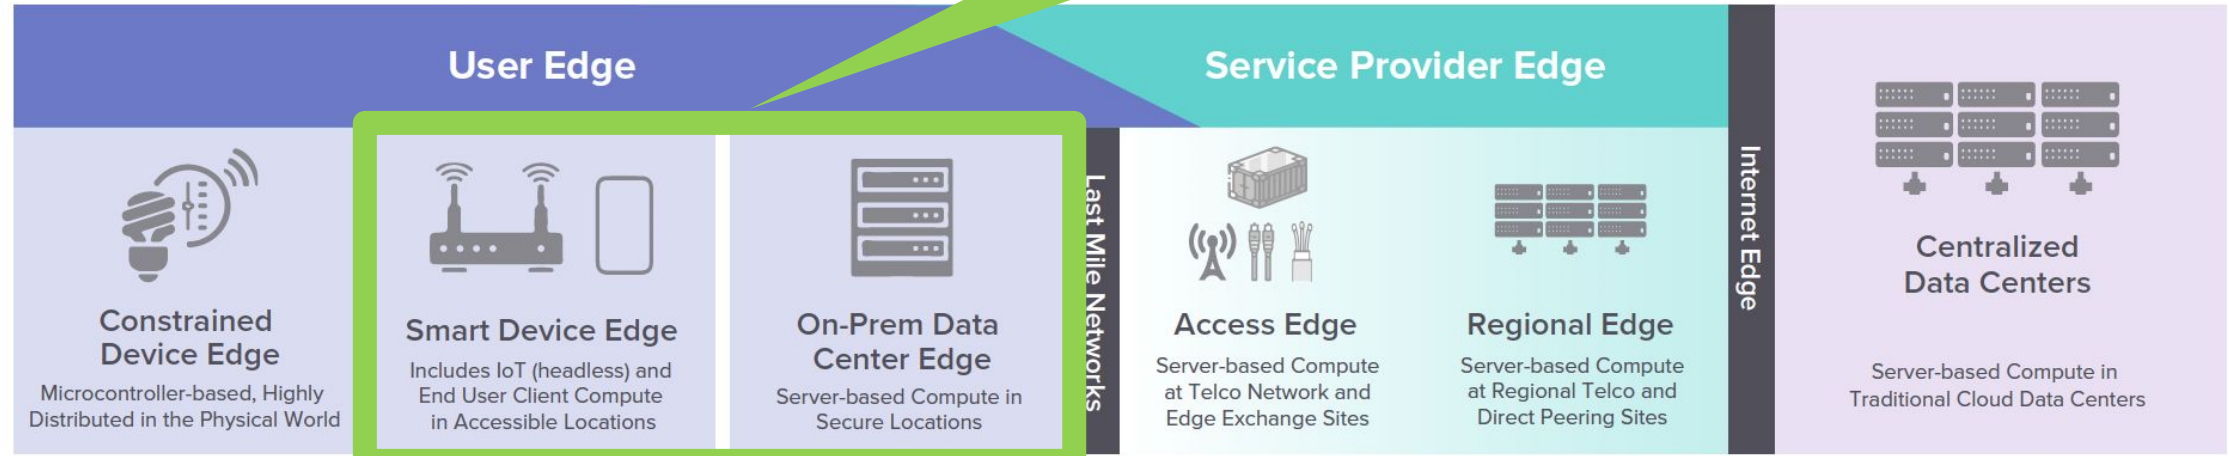 User Edge
Service Provider Edge
Constrained
Device Edge
Microcontroller-based, Highly
Distributed in the Physical World
Smart Device Edge
Includes IoT (headless) and
End User Client Compute
in Accessible Locations
On-Prem Data
Center Edge
Server-based Compute in
Secure Locations
Last Mile Networks
Access Edge
Server-based Compute
at Telco Network and
Edge Exchange Sites
Regional Edge
Server-based Compute
at Regional Telco and
Direct Peering Sites
Internet Edge
Centralized
Data Centers
Server-based Compute in
Traditional Cloud Data Centers